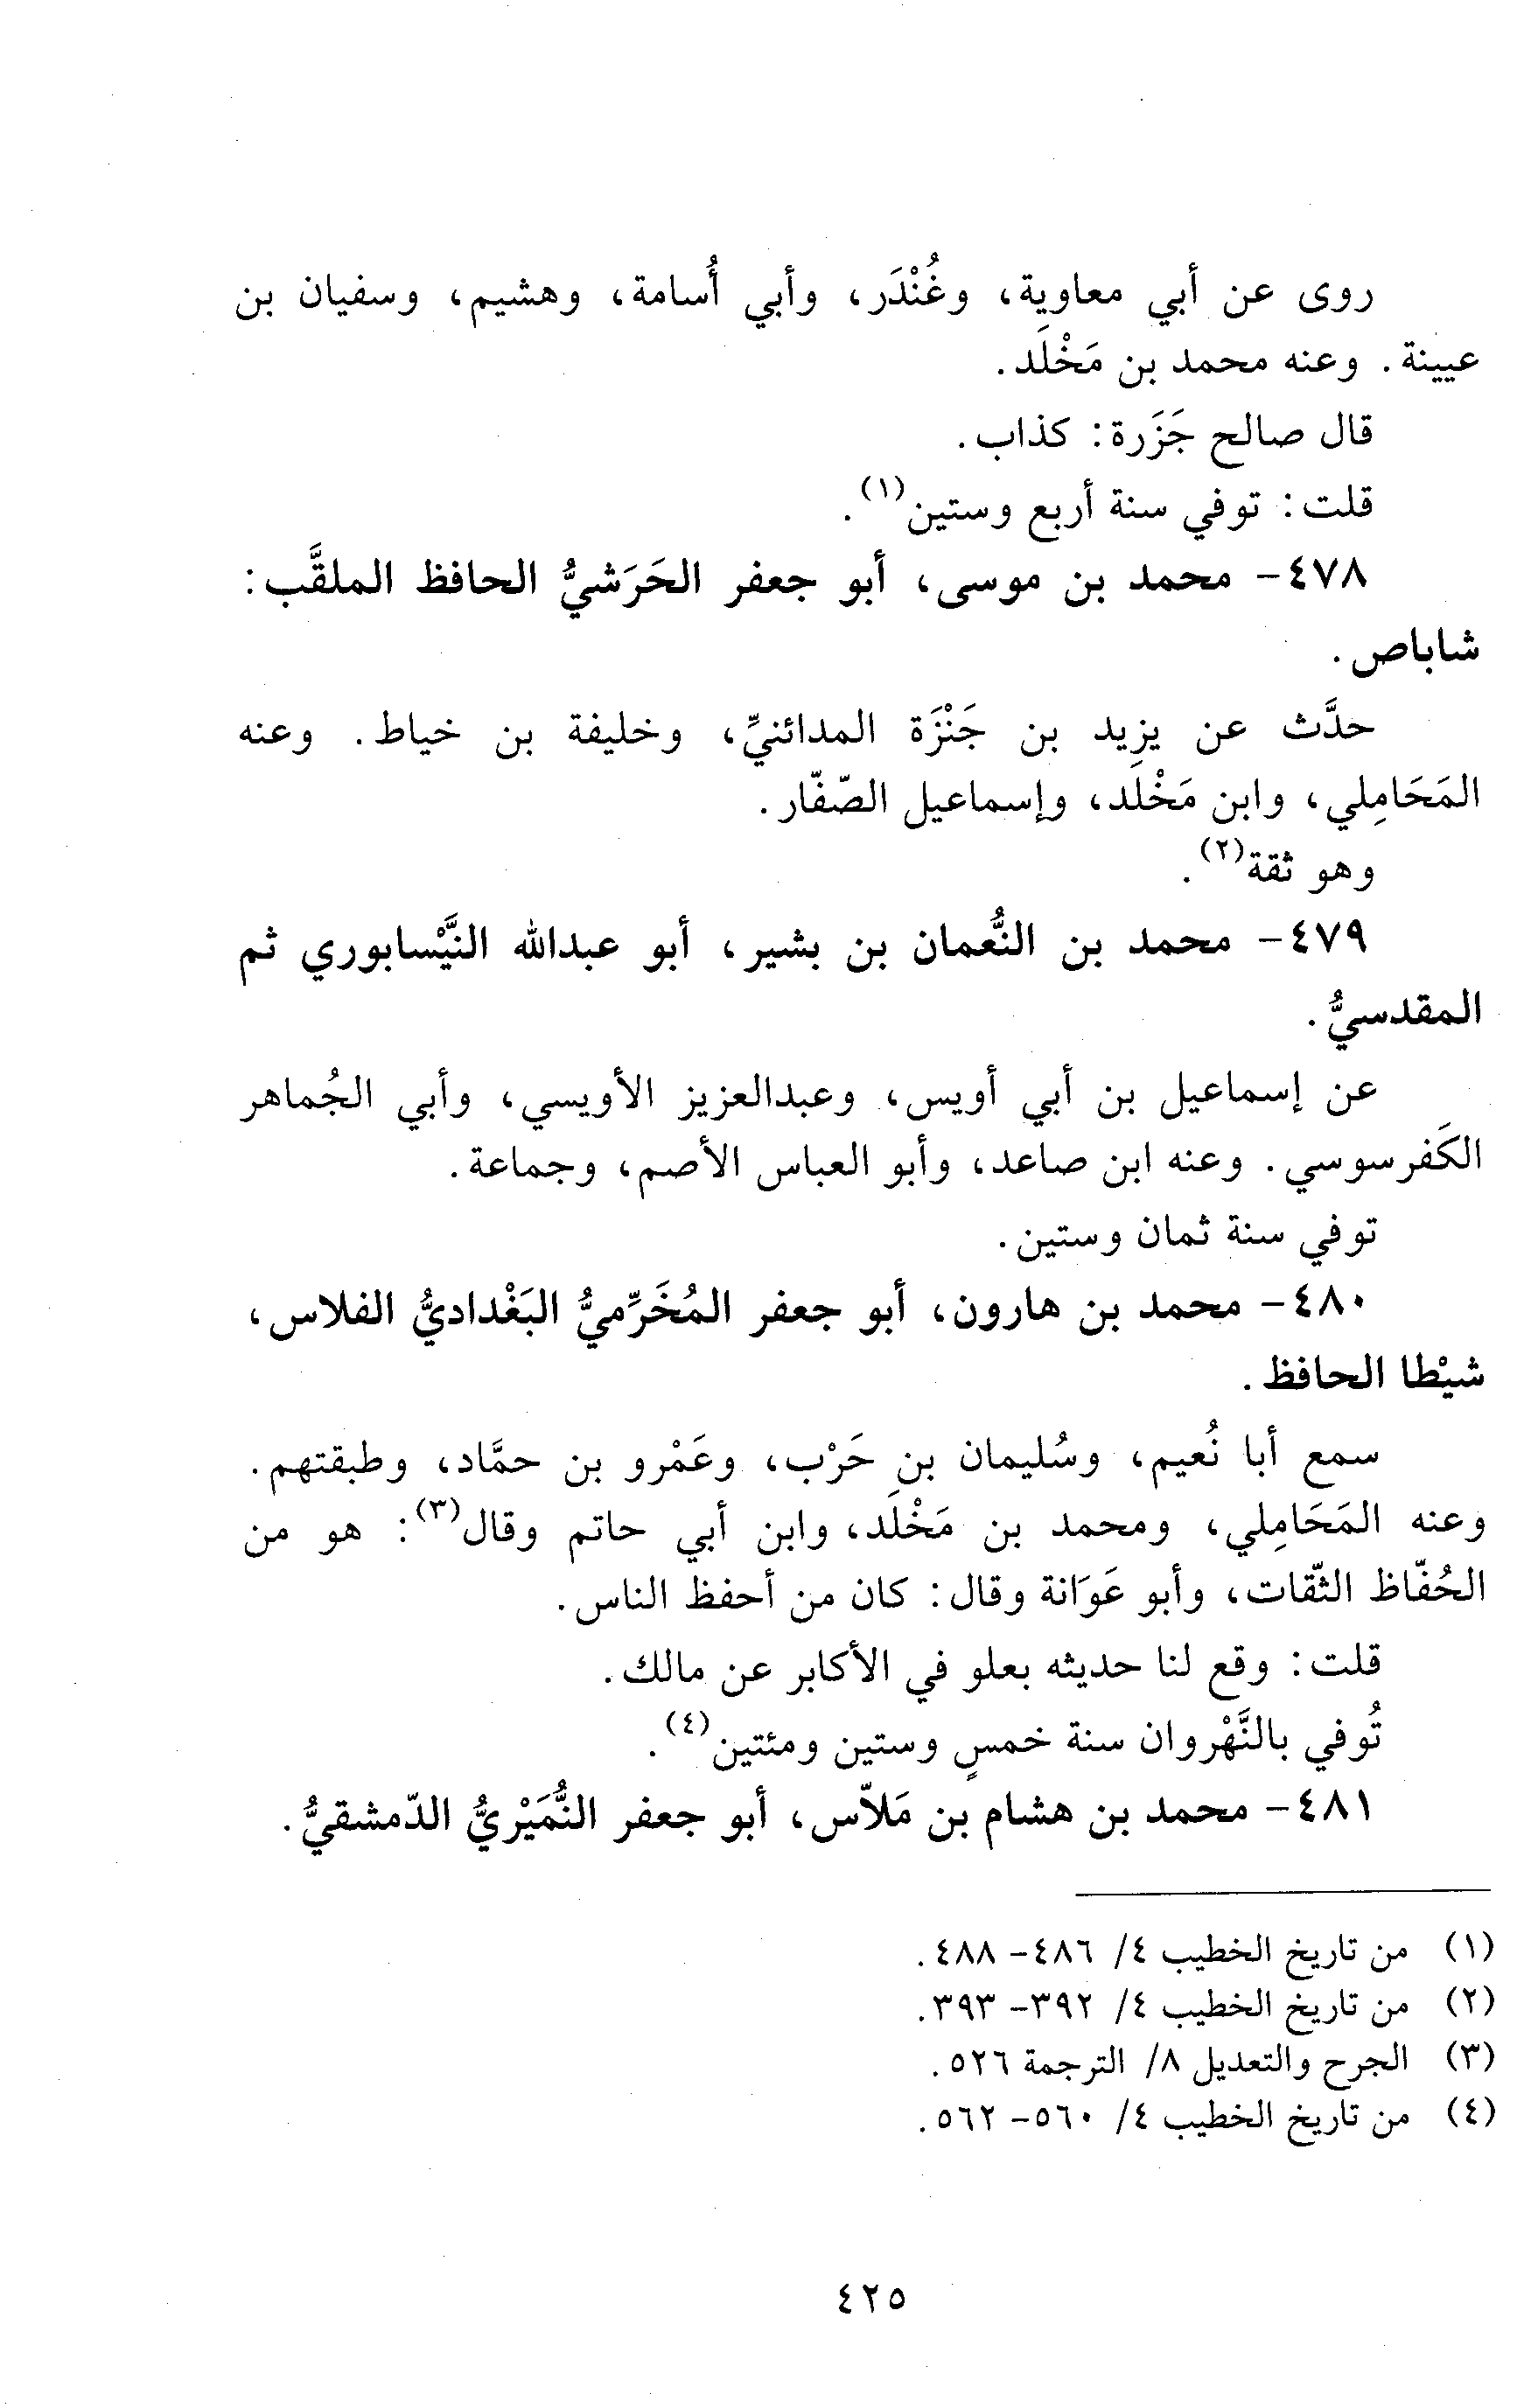 روى عن أبي معاوية، وغُنْدَر، وأبي أُسامة، وهشيم، وسفيان بن
عيينة. وعنه محمد بن مَخْلَد.
قال صالح جَزَرة: كذاب.
قلت: توفي سنة أربع وستين(١).
٤٧٨- محمد بن موسى، أبو جعفر الحَرَشيُّ الحافظ الملقَّب:
شاباص.
حدَّث عن يزيد بن جَنْزَة المدائنيِّ، وخليفة بن خياط. وعنه
المَحَامِلي، وابن مَخْلَد، وإسماعيل الصّفّار.
وهو ثقة(٢).
٤٧٩- محمد بن النُّعمان بن بشير، أبو عبدالله النَّيْسابوري ثم
المقدسيُّ.
عن إسماعيل بن أبي أويس، وعبدالعزيز الأويسي، وأبي الجُماهر
الكَفرسوسي. وعنه ابن صاعد، وأبو العباس الأصم، وجماعة.
توفي سنة ثمان وستين.
٤٨٠- محمد بن هارون، أبو جعفر المُخَرِّميُّ البَغْداديُّ الفلاس،
شيْطا الحافظ.
سمع أبا نُعيم، وسُليمان بن حَرْب، وعَمْرو بن حمَّاد، وطبقتهم.
وعنه المَحَامِلي، ومحمد بن مَخْلَد، وابن أبي حاتم وقال(٣): هو من
الحُفّاظ الثّقات، وأبو عَوَانة وقال: كان من أحفظ الناس.
قلت: وقع لنا حديثه بعلو في الأكابر عن مالك.
تُوفي بالنَّهْروان سنة خمسٍ وستين ومئتين(٤).
٤٨١- محمد بن هشام بن مَلاّس، أبو جعفر النُّمَيْريُّ الدّمشقيُّ.
(١) من تاريخ الخطيب ٤/ ٤٨٦- ٤٨٨.
(٢) من تاريخ الخطيب ٤/ ٣٩٢- ٣٩٣.
(٣) الجرح والتعديل ٨/ الترجمة ٥٢٦.
(٤) من تاريخ الخطيب ٤/ ٥٦٠- ٥٦٢.
٤٢٥